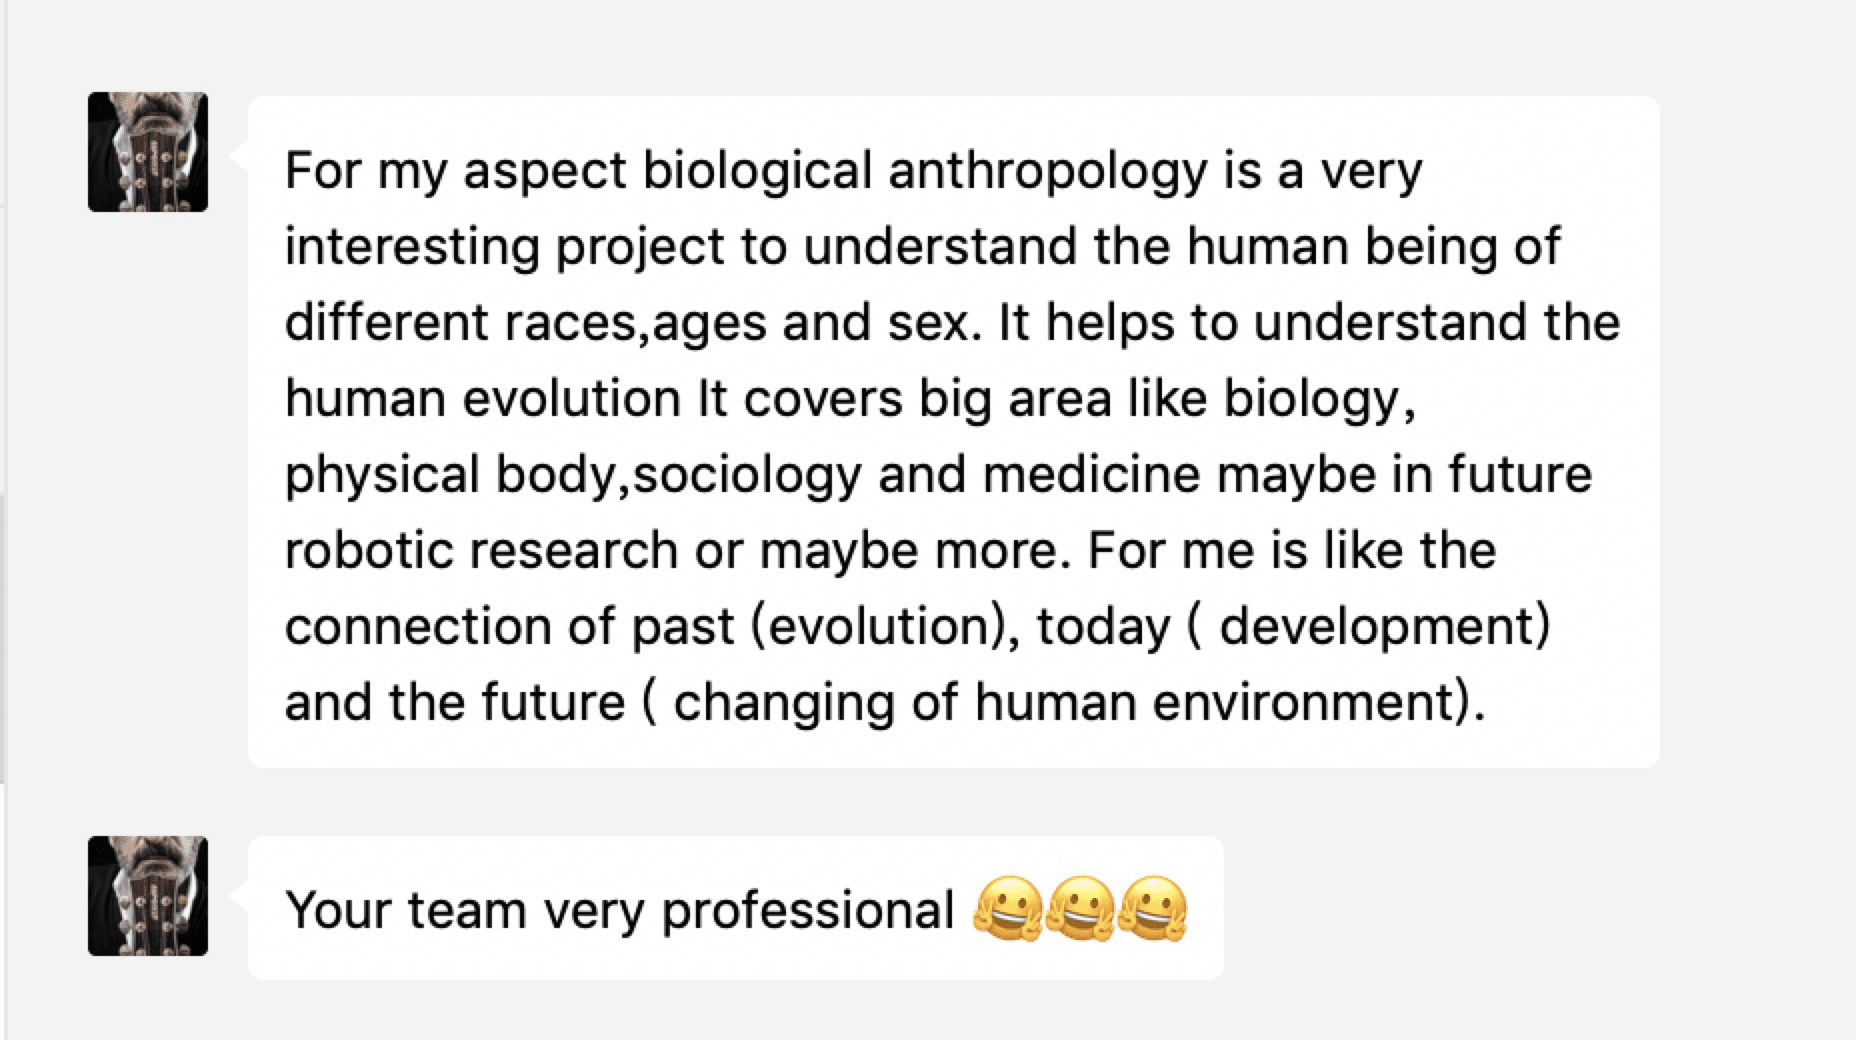 For my aspect biological anthropology is a very
interesting project to understand the human being of
different races,ages and sex. It helps to understand the
human evolution It covers big area like biology,
physical body,sociology and medicine maybe in future
robotic research or maybe more. For me is like the
connection of past (evolution), today ( development)
and the future ( changing of human environment).
Your team very professional